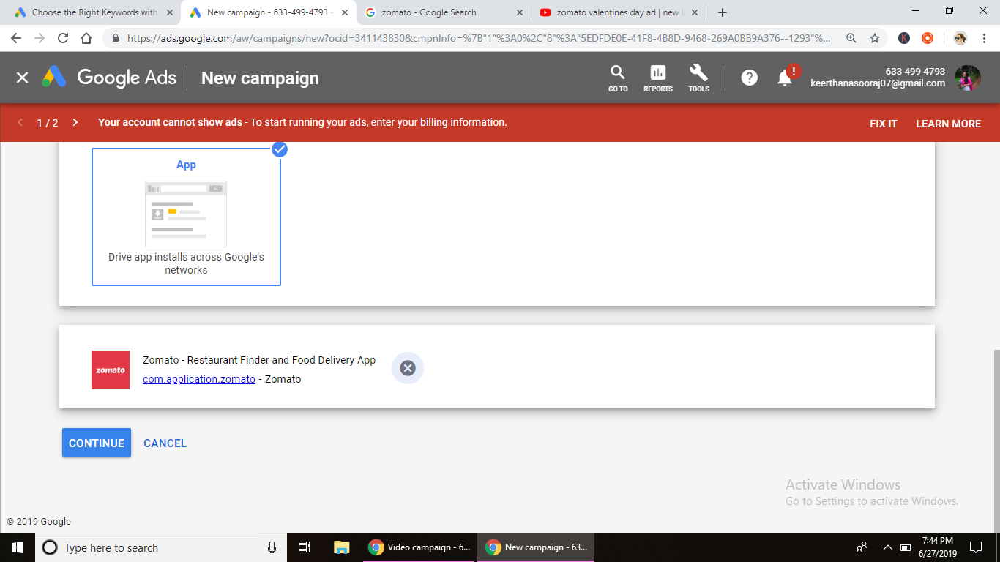 Choose the Right Keywords with
New campaign - 633-499-4793 -
zomato - Google Search
zomato valentines day ad | new
https://ads.google.com/aw/campaigns/new?ocid=341143830&cmpnInfo=%7B"1"%3A0%2C"8"%3A"5EDFDE0E-41F8-4B8D-9468-269A0BB9A376--1293"%...
K
Google Ads
New campaign
GO TO
REPORTS
TOOLS
?
!
633-499-4793
keerthanasooraj07@gmail.com
1 / 2
Your account cannot show ads - To start running your ads, enter your billing information.
FIX IT
LEARN MORE
App
Drive app installs across Google's
networks
zomato
Zomato - Restaurant Finder and Food Delivery App
com.application.zomato - Zomato
CONTINUE
CANCEL
Activate Windows
Go to Settings to activate Windows.
© 2019 Google
Type here to search
Video campaign - 6...
New campaign - 63...
7:44 PM
6/27/2019